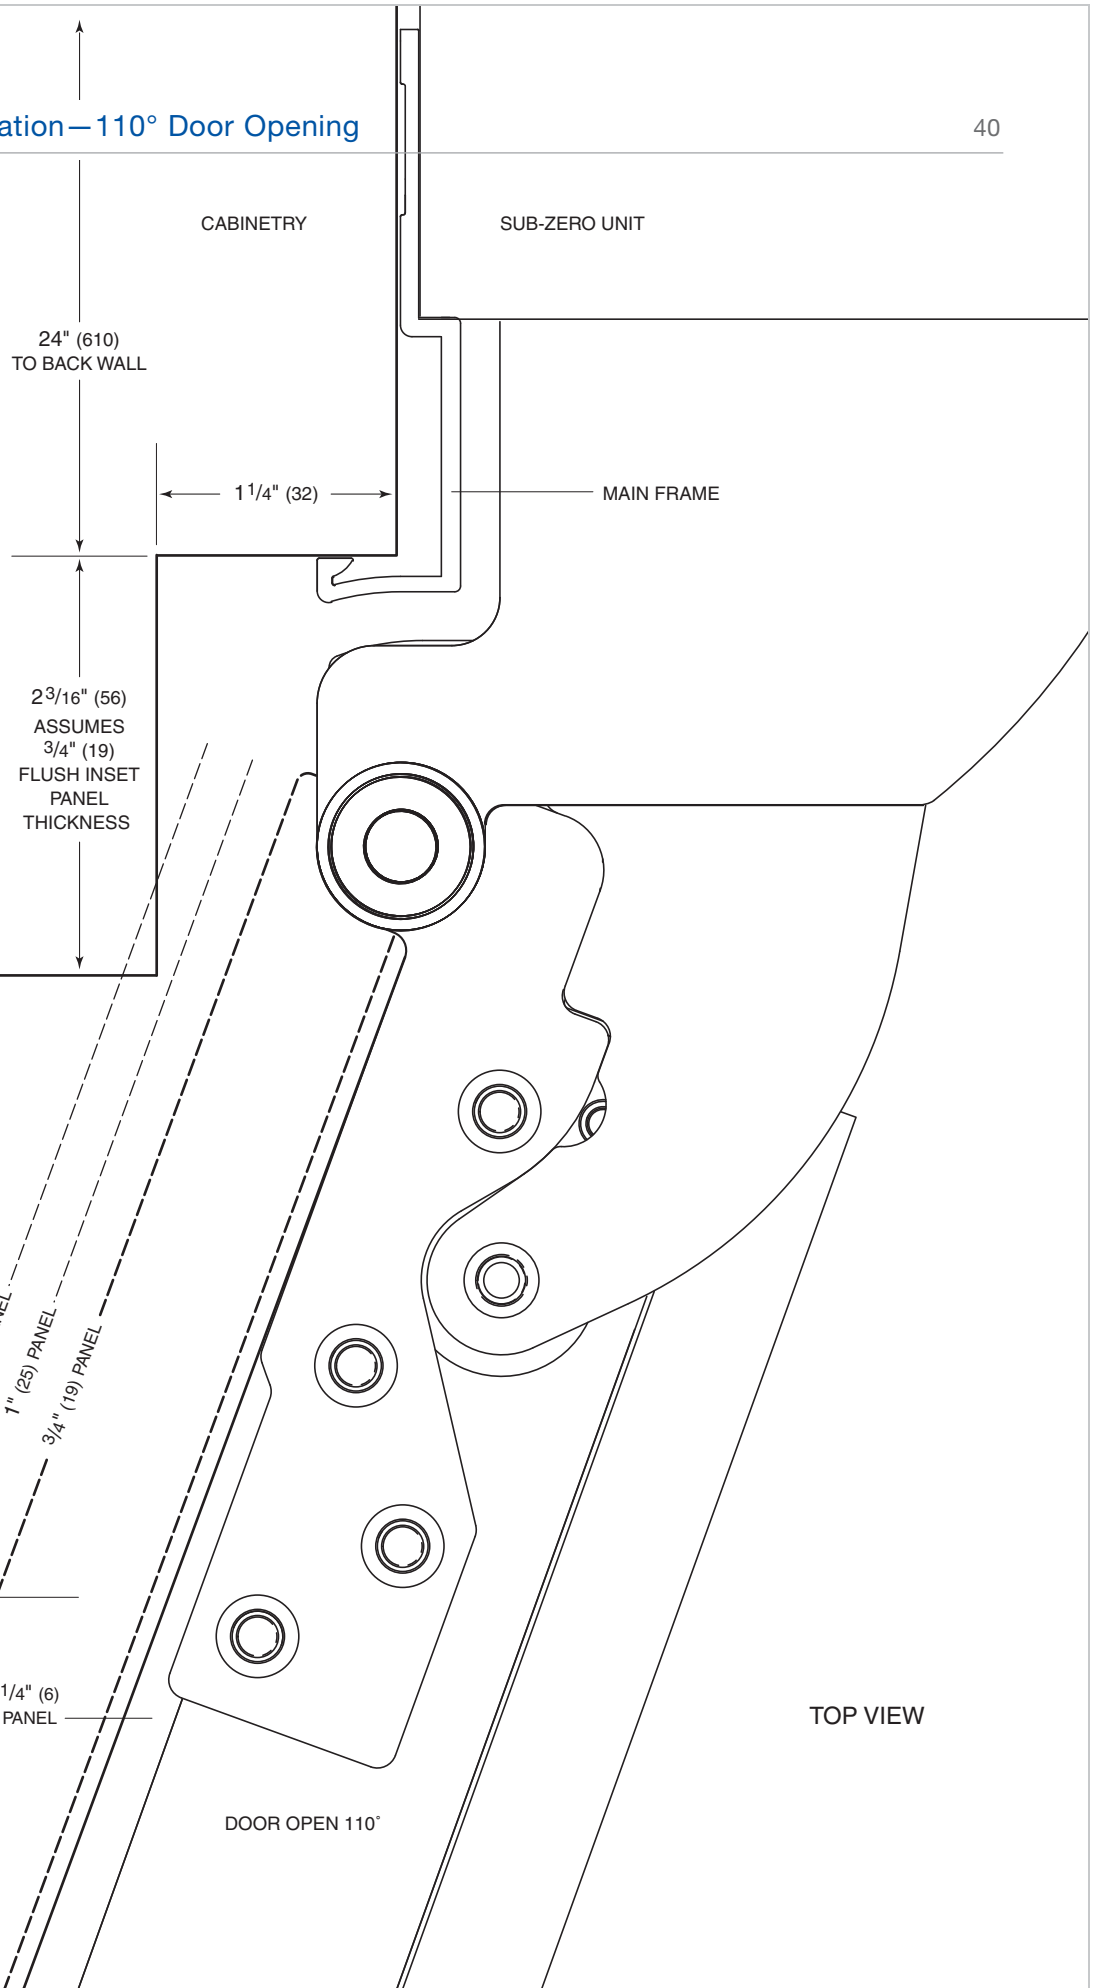 ation—110° Door Opening
40
CABINETRY
SUB-ZERO UNIT
24" (610)
TO BACK WALL
1 1/4" (32)
MAIN FRAME
2 3/16" (56)
ASSUMES
3/4" (19)
FLUSH INSET
PANEL
THICKNESS
NEL
1" (25) PANEL
3/4" (19) PANEL
1/4" (6)
PANEL
TOP VIEW
DOOR OPEN 110°